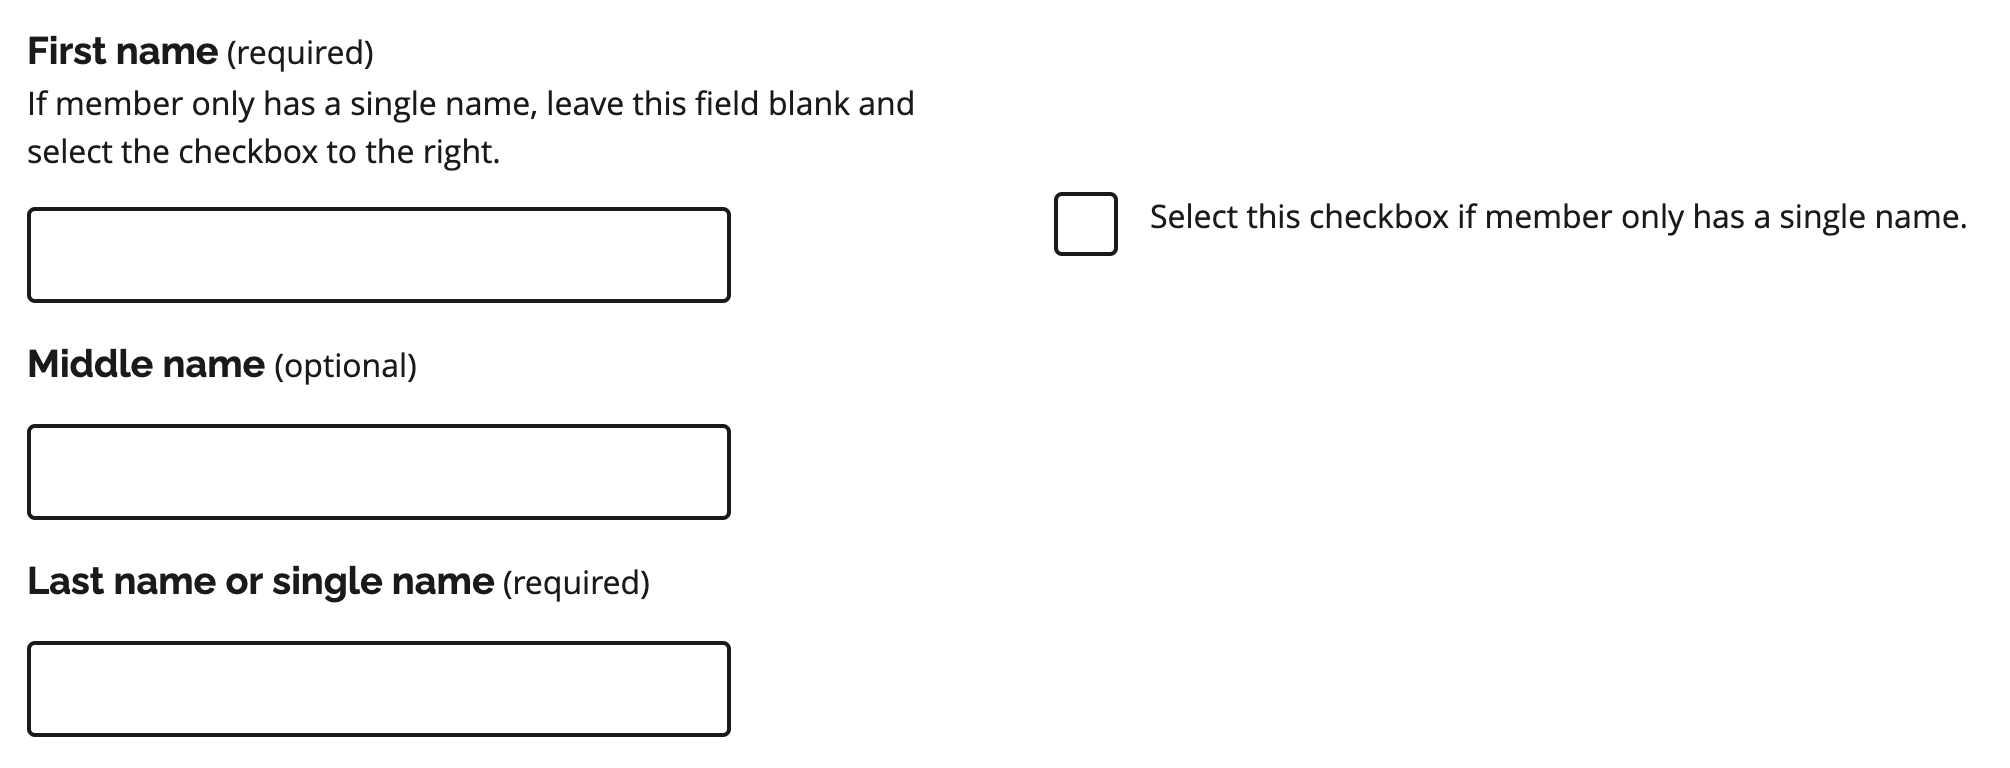 First name (required)
If member only has a single name, leave this field blank and
select the checkbox to the right.
Select this checkbox if member only has a single name.
Middle name (optional)
Last name or single name (required)